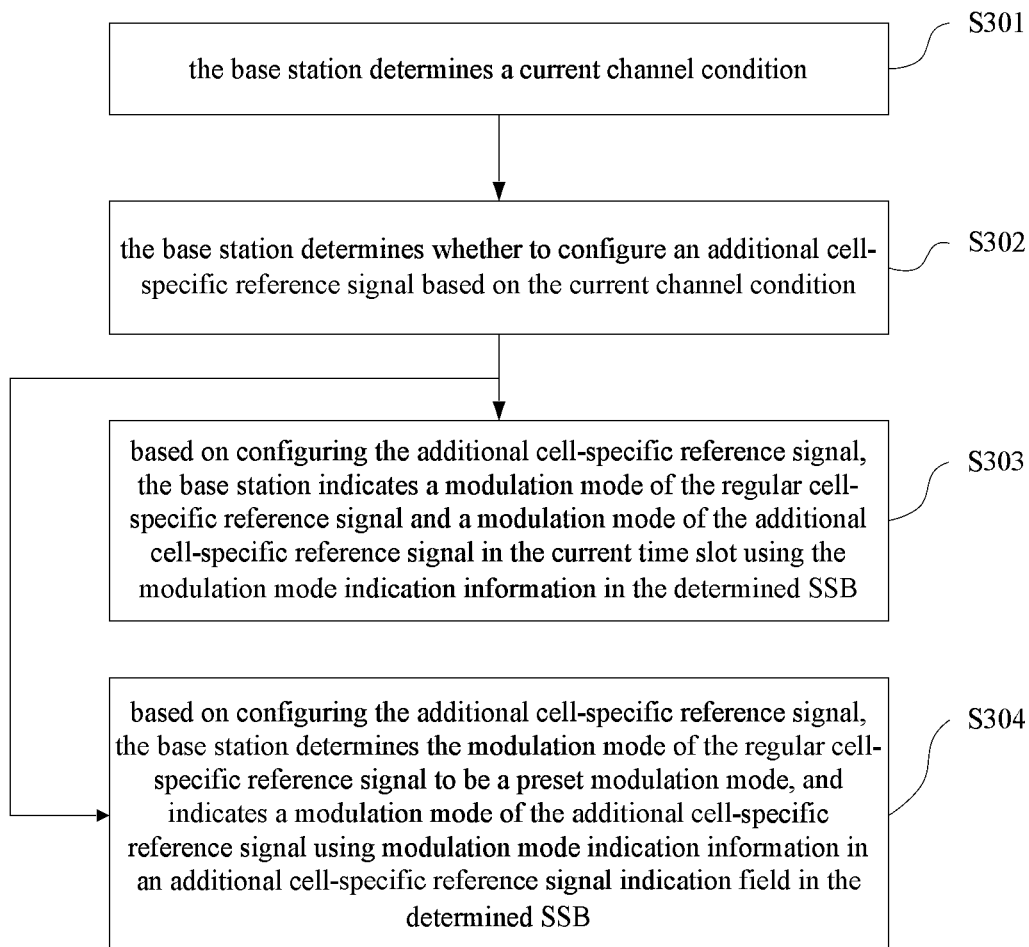 S301
the base station determines a current channel condition
S302
the base station determines whether to configure an additional cell-
specific reference signal based on the current channel condition
S303
based on configuring the additional cell-specific reference signal,
the base station indicates a modulation mode of the regular cell-
specific reference signal and a modulation mode of the additional
cell-specific reference signal in the current time slot using the
modulation mode indication information in the determined SSB
S304
based on configuring the additional cell-specific reference signal,
the base station determines the modulation mode of the regular cell-
specific reference signal to be a preset modulation mode, and
indicates a modulation mode of the additional cell-specific
reference signal using modulation mode indication information in
an additional cell-specific reference signal indication field in the
determined SSB